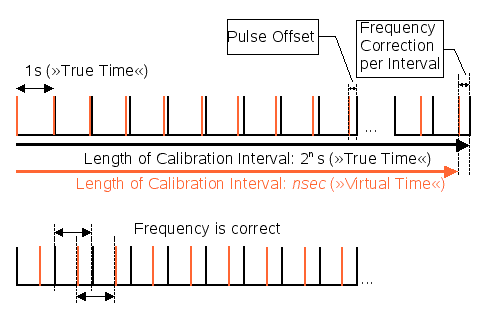 Pulse Offset
Frequency
Correction
per Interval
1s (»True Time«)
...
Length of Calibration Interval: 2ⁿ s (»True Time«)
Length of Calibration Interval: nsec (»Virtual Time«)
Frequency is correct
...